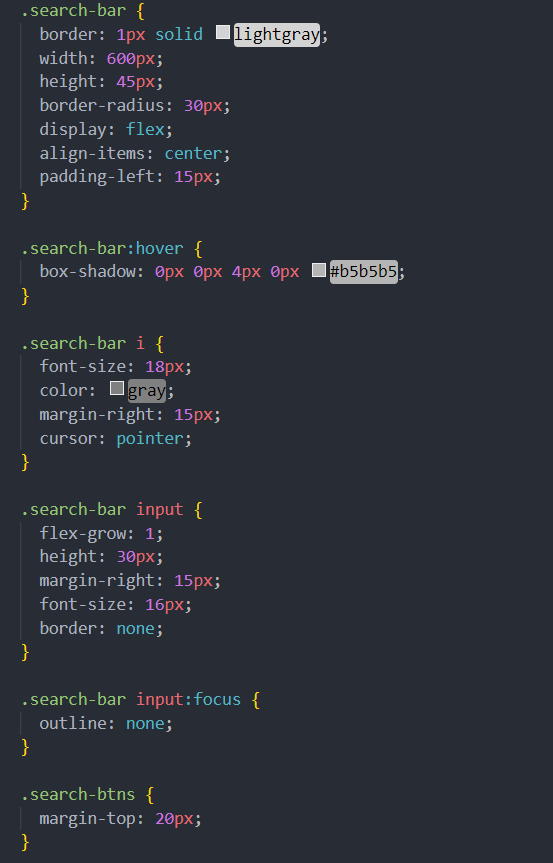 .search-bar {
border: 1px solid lightgray;
width: 600px;
height: 45px;
border-radius: 30px;
display: flex;
align-items: center;
padding-left: 15px;
}
.search-bar:hover {
box-shadow: 0px 0px 4px 0px #b5b5b5;
}
.search-bar i {
font-size: 18px;
color: gray;
margin-right: 15px;
cursor: pointer;
}
.search-bar input {
flex-grow: 1;
height: 30px;
margin-right: 15px;
font-size: 16px;
border: none;
}
.search-bar input:focus {
outline: none;
}
.search-btns {
margin-top: 20px;
}